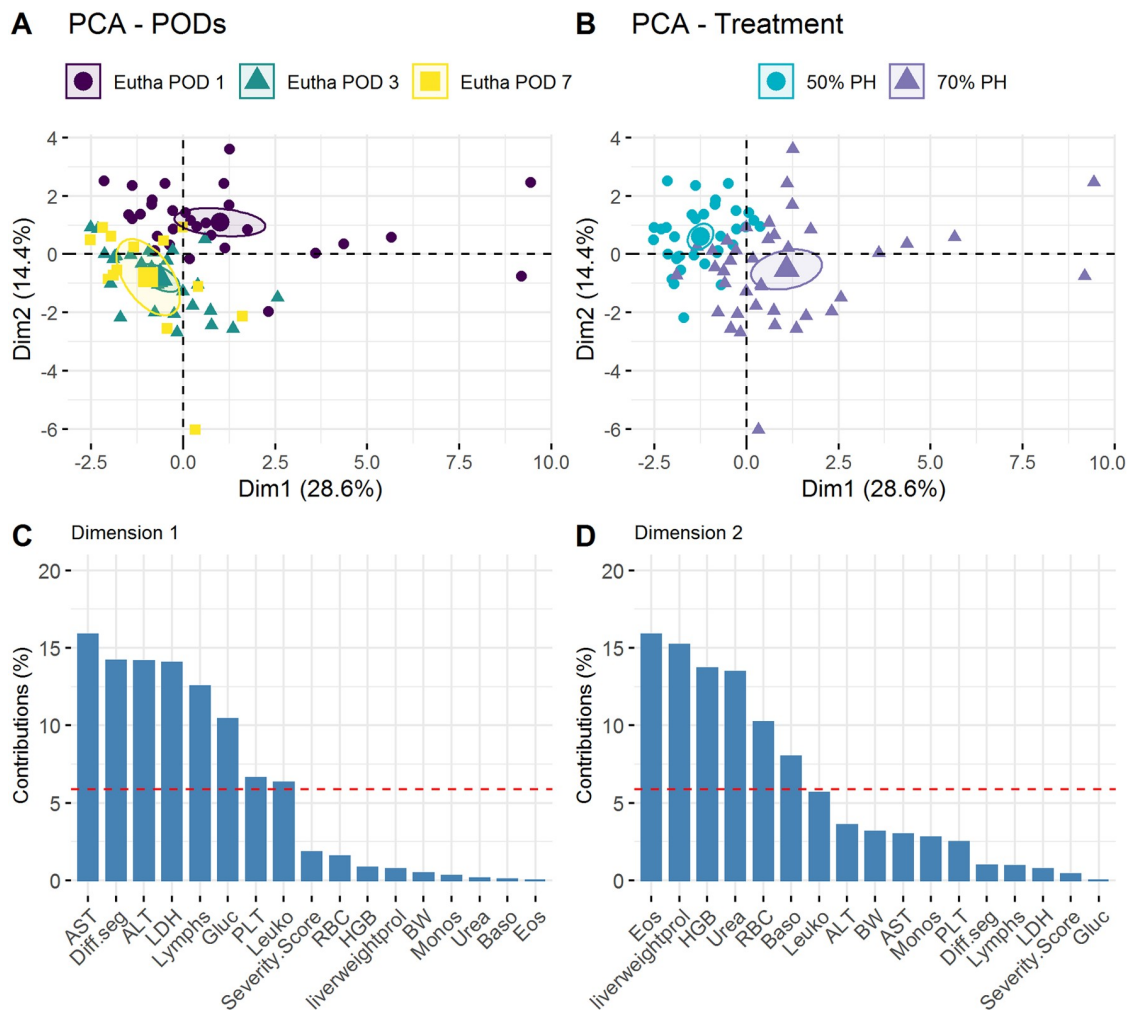 A PCA - PODs
Eutha POD 1 Eutha POD 3 Eutha POD 7
4
2
0
-2
-4
-6
Dim2 (14.4%)
-2.5 0.0 2.5 5.0 7.5 10.0
Dim1 (28.6%)
B PCA - Treatment
50% PH 70% PH
4
2
0
-2
-4
-6
Dim2 (14.4%)
-2.5 0.0 2.5 5.0 7.5 10.0
Dim1 (28.6%)
C Dimension 1
20
15
10
5
0
Contributions (%)
AST
Diff.seg
ALT
LDH
Lymphs
Gluc
PLT
Leuko
Severity.Score
RBC
HGB
liverweightprol
BW
Monos
Urea
Baso
Eos
D Dimension 2
20
15
10
5
0
Contributions (%)
Eos
liverweightprol
HGB
Urea
RBC
Baso
Leuko
ALT
BW
AST
Monos
PLT
Diff.seg
Lymphs
LDH
Severity.Score
Gluc